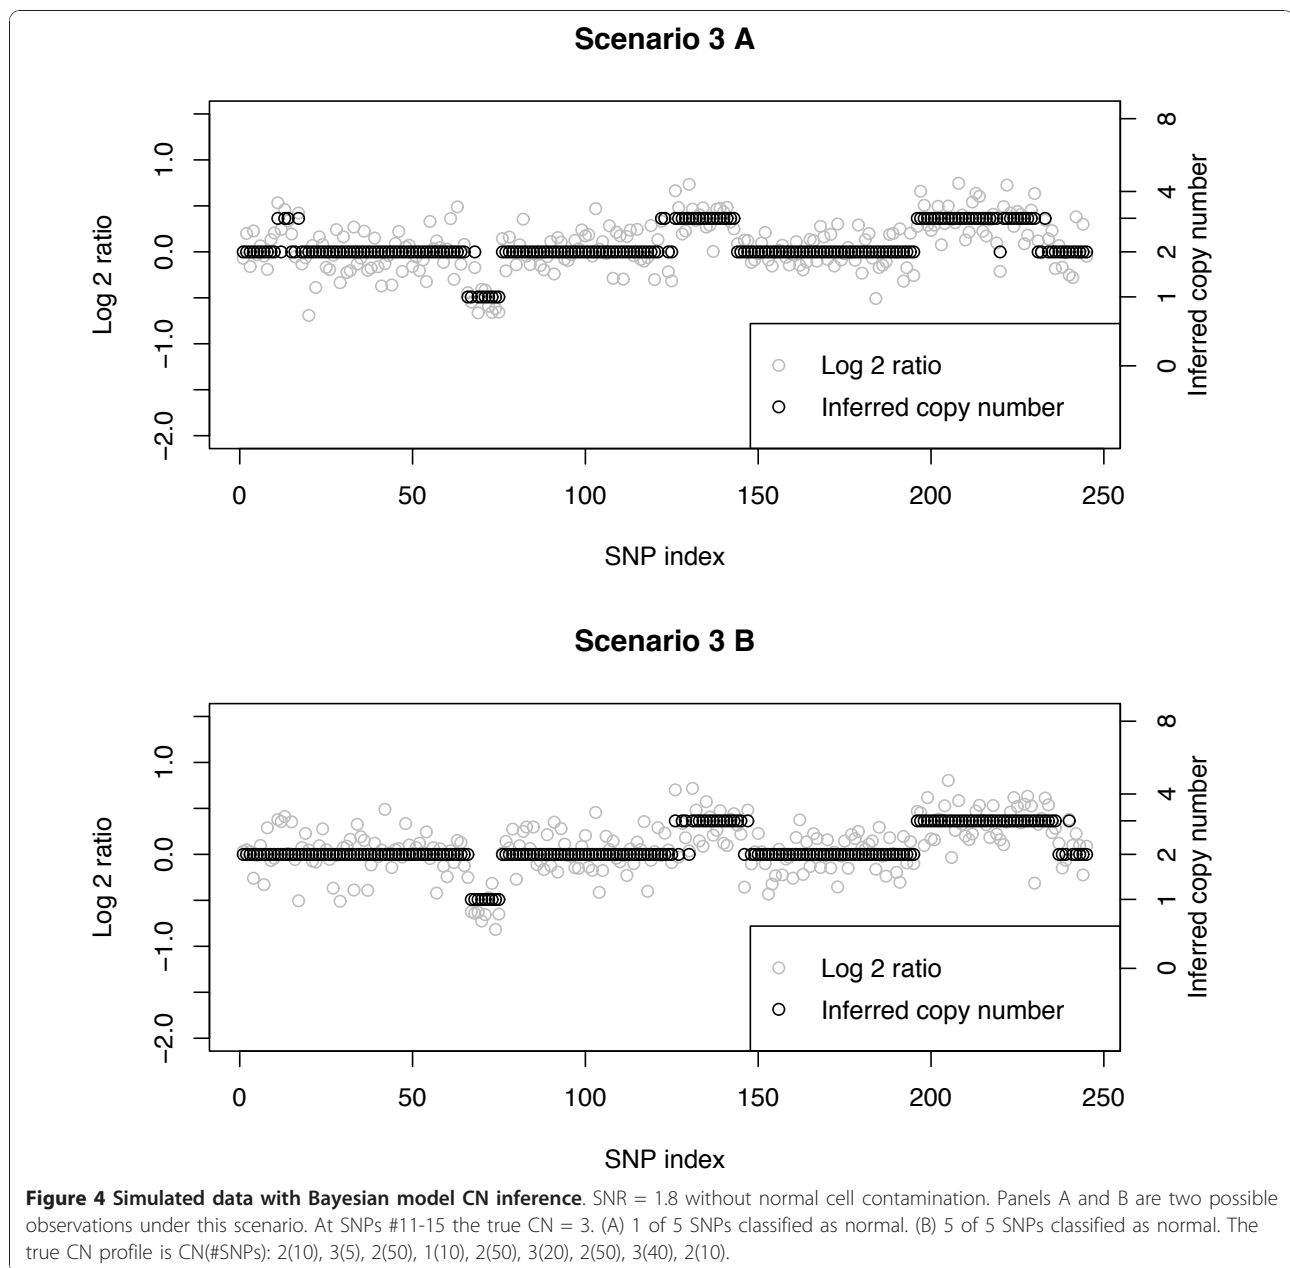 Scenario 3 A
Log 2 ratio
1.0
0.0
−1.0
−2.0
8
4
2
1
0
Inferred copy number
Log 2 ratio
Inferred copy number
0
50
100
150
200
250
SNP index
Scenario 3 B
Log 2 ratio
1.0
0.0
−1.0
−2.0
8
4
2
1
0
Inferred copy number
Log 2 ratio
Inferred copy number
0
50
100
150
200
250
SNP index
Figure 4 Simulated data with Bayesian model CN inference. SNR = 1.8 without normal cell contamination. Panels A and B are two possible
observations under this scenario. At SNPs #11-15 the true CN = 3. (A) 1 of 5 SNPs classified as normal. (B) 5 of 5 SNPs classified as normal. The
true CN profile is CN(#SNPs): 2(10), 3(5), 2(50), 1(10), 2(50), 3(20), 2(50), 3(40), 2(10).